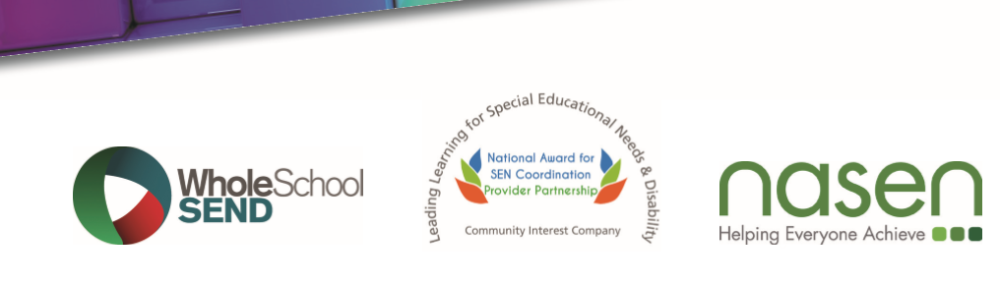 WholeSchool
SEND
Leading Learning for Special Educational Needs & Disability
National Award for
SEN Coordination
Provider Partnership
Community Interest Company
nasen
Helping Everyone Achieve